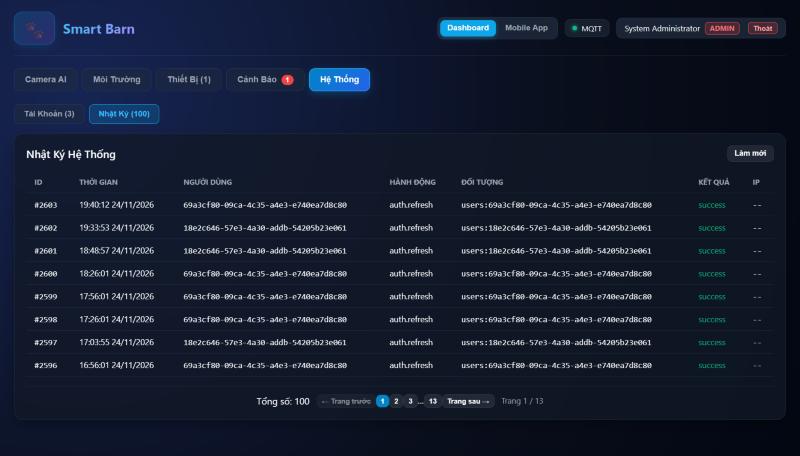 Smart Barn
Dashboard Mobile App MQTT System Administrator ADMIN Thoát
Camera AI Môi Trường Thiết Bị (1) Cảnh Báo 1 Hệ Thống
Tài Khoản (3) Nhật Ký (100)
Nhật Ký Hệ Thống Làm mới
ID THỜI GIAN NGƯỜI DÙNG HÀNH ĐỘNG ĐỐI TƯỢNG KẾT QUẢ IP
#2603 19:40:12 24/11/2026 69a3cf80-09ca-4c35-a4e3-e740ea7d8c80 auth.refresh users:69a3cf80-09ca-4c35-a4e3-e740ea7d8c80 success --
#2602 19:33:53 24/11/2026 18e2c646-57e3-4a30-addb-54205b23e061 auth.refresh users:18e2c646-57e3-4a30-addb-54205b23e061 success --
#2601 18:48:57 24/11/2026 18e2c646-57e3-4a30-addb-54205b23e061 auth.refresh users:18e2c646-57e3-4a30-addb-54205b23e061 success --
#2600 18:26:01 24/11/2026 69a3cf80-09ca-4c35-a4e3-e740ea7d8c80 auth.refresh users:69a3cf80-09ca-4c35-a4e3-e740ea7d8c80 success --
#2599 17:56:01 24/11/2026 69a3cf80-09ca-4c35-a4e3-e740ea7d8c80 auth.refresh users:69a3cf80-09ca-4c35-a4e3-e740ea7d8c80 success --
#2598 17:26:01 24/11/2026 69a3cf80-09ca-4c35-a4e3-e740ea7d8c80 auth.refresh users:69a3cf80-09ca-4c35-a4e3-e740ea7d8c80 success --
#2597 17:03:55 24/11/2026 18e2c646-57e3-4a30-addb-54205b23e061 auth.refresh users:18e2c646-57e3-4a30-addb-54205b23e061 success --
#2596 16:56:01 24/11/2026 69a3cf80-09ca-4c35-a4e3-e740ea7d8c80 auth.refresh users:69a3cf80-09ca-4c35-a4e3-e740ea7d8c80 success --
Tổng số: 100 ← Trang trước 1 2 3 ... 13 Trang sau → Trang 1 / 13